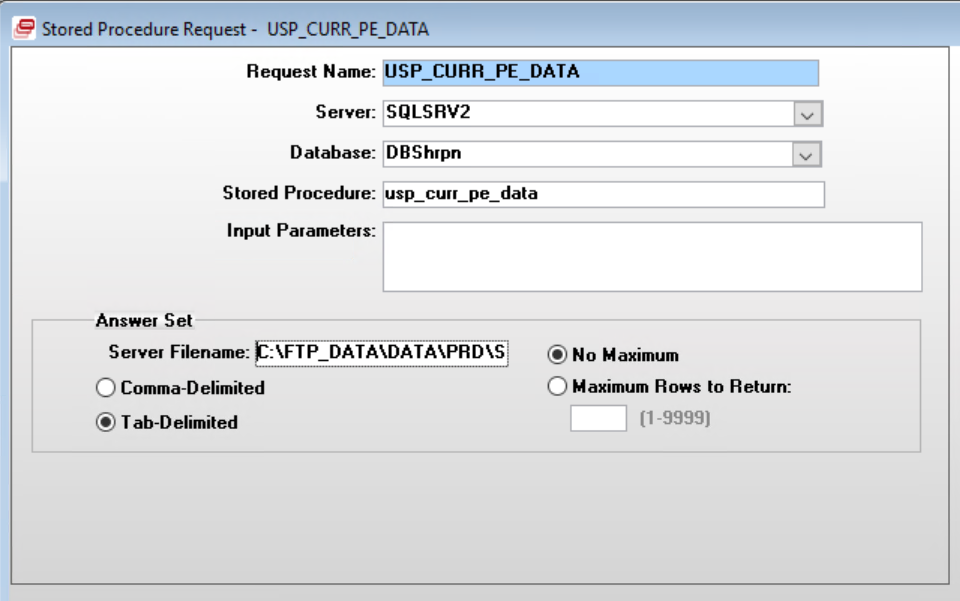 Stored Procedure Request - USP_CURR_PE_DATA
Request Name: USP_CURR_PE_DATA
Server: SQLSRV2
Database: DBShrpn
Stored Procedure: usp_curr_pe_data
Input Parameters:
Answer Set
Server Filename: C:\FTP_DATA\DATA\PRD\S
No Maximum
Comma-Delimited
Maximum Rows to Return:
Tab-Delimited
(1-9999)